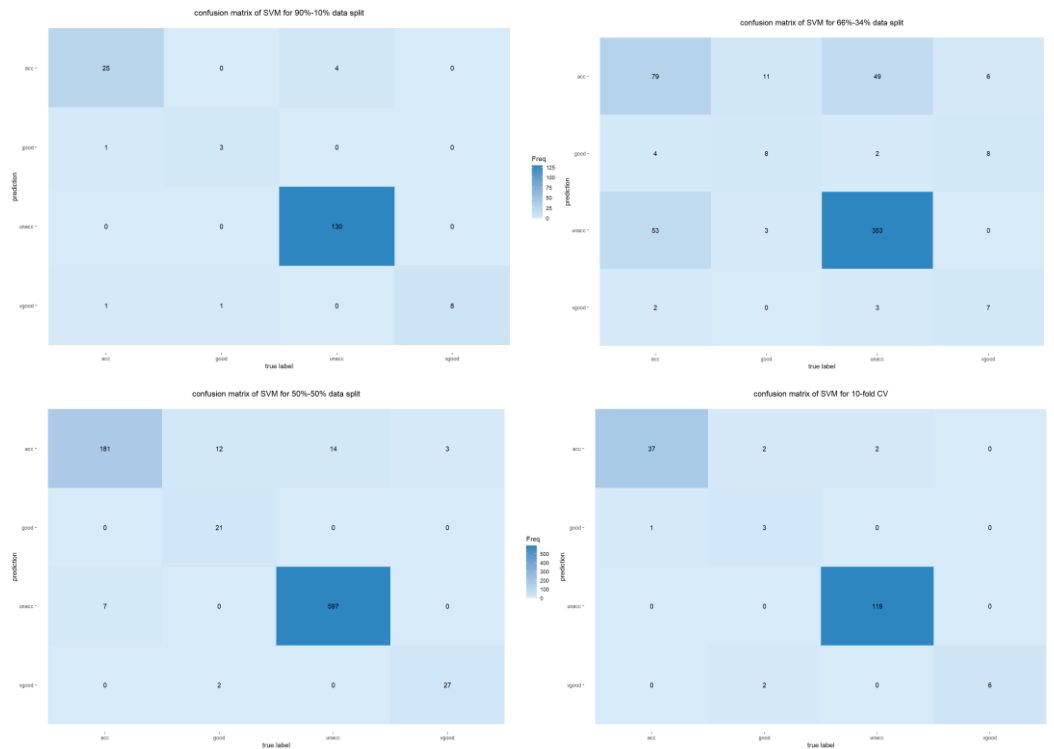 confusion matrix of SVM for 90%-10% data split
acc
25
0
4
0
good
1
3
0
0
unacc
0
0
130
0
vgood
1
1
0
8
prediction
acc
good
unacc
vgood
true label
Freq
125
100
75
50
25
0
confusion matrix of SVM for 66%-34% data split
acc
79
11
49
6
good
4
8
2
8
unacc
53
3
353
0
vgood
2
0
3
7
prediction
acc
good
unacc
vgood
true label
confusion matrix of SVM for 50%-50% data split
acc
181
12
14
3
good
0
21
0
0
unacc
7
0
597
0
vgood
0
2
0
27
prediction
acc
good
unacc
vgood
true label
Freq
500
400
300
200
100
0
confusion matrix of SVM for 10-fold CV
acc
37
2
2
0
good
1
3
0
0
unacc
0
0
119
0
vgood
0
2
0
6
prediction
acc
good
unacc
vgood
true label